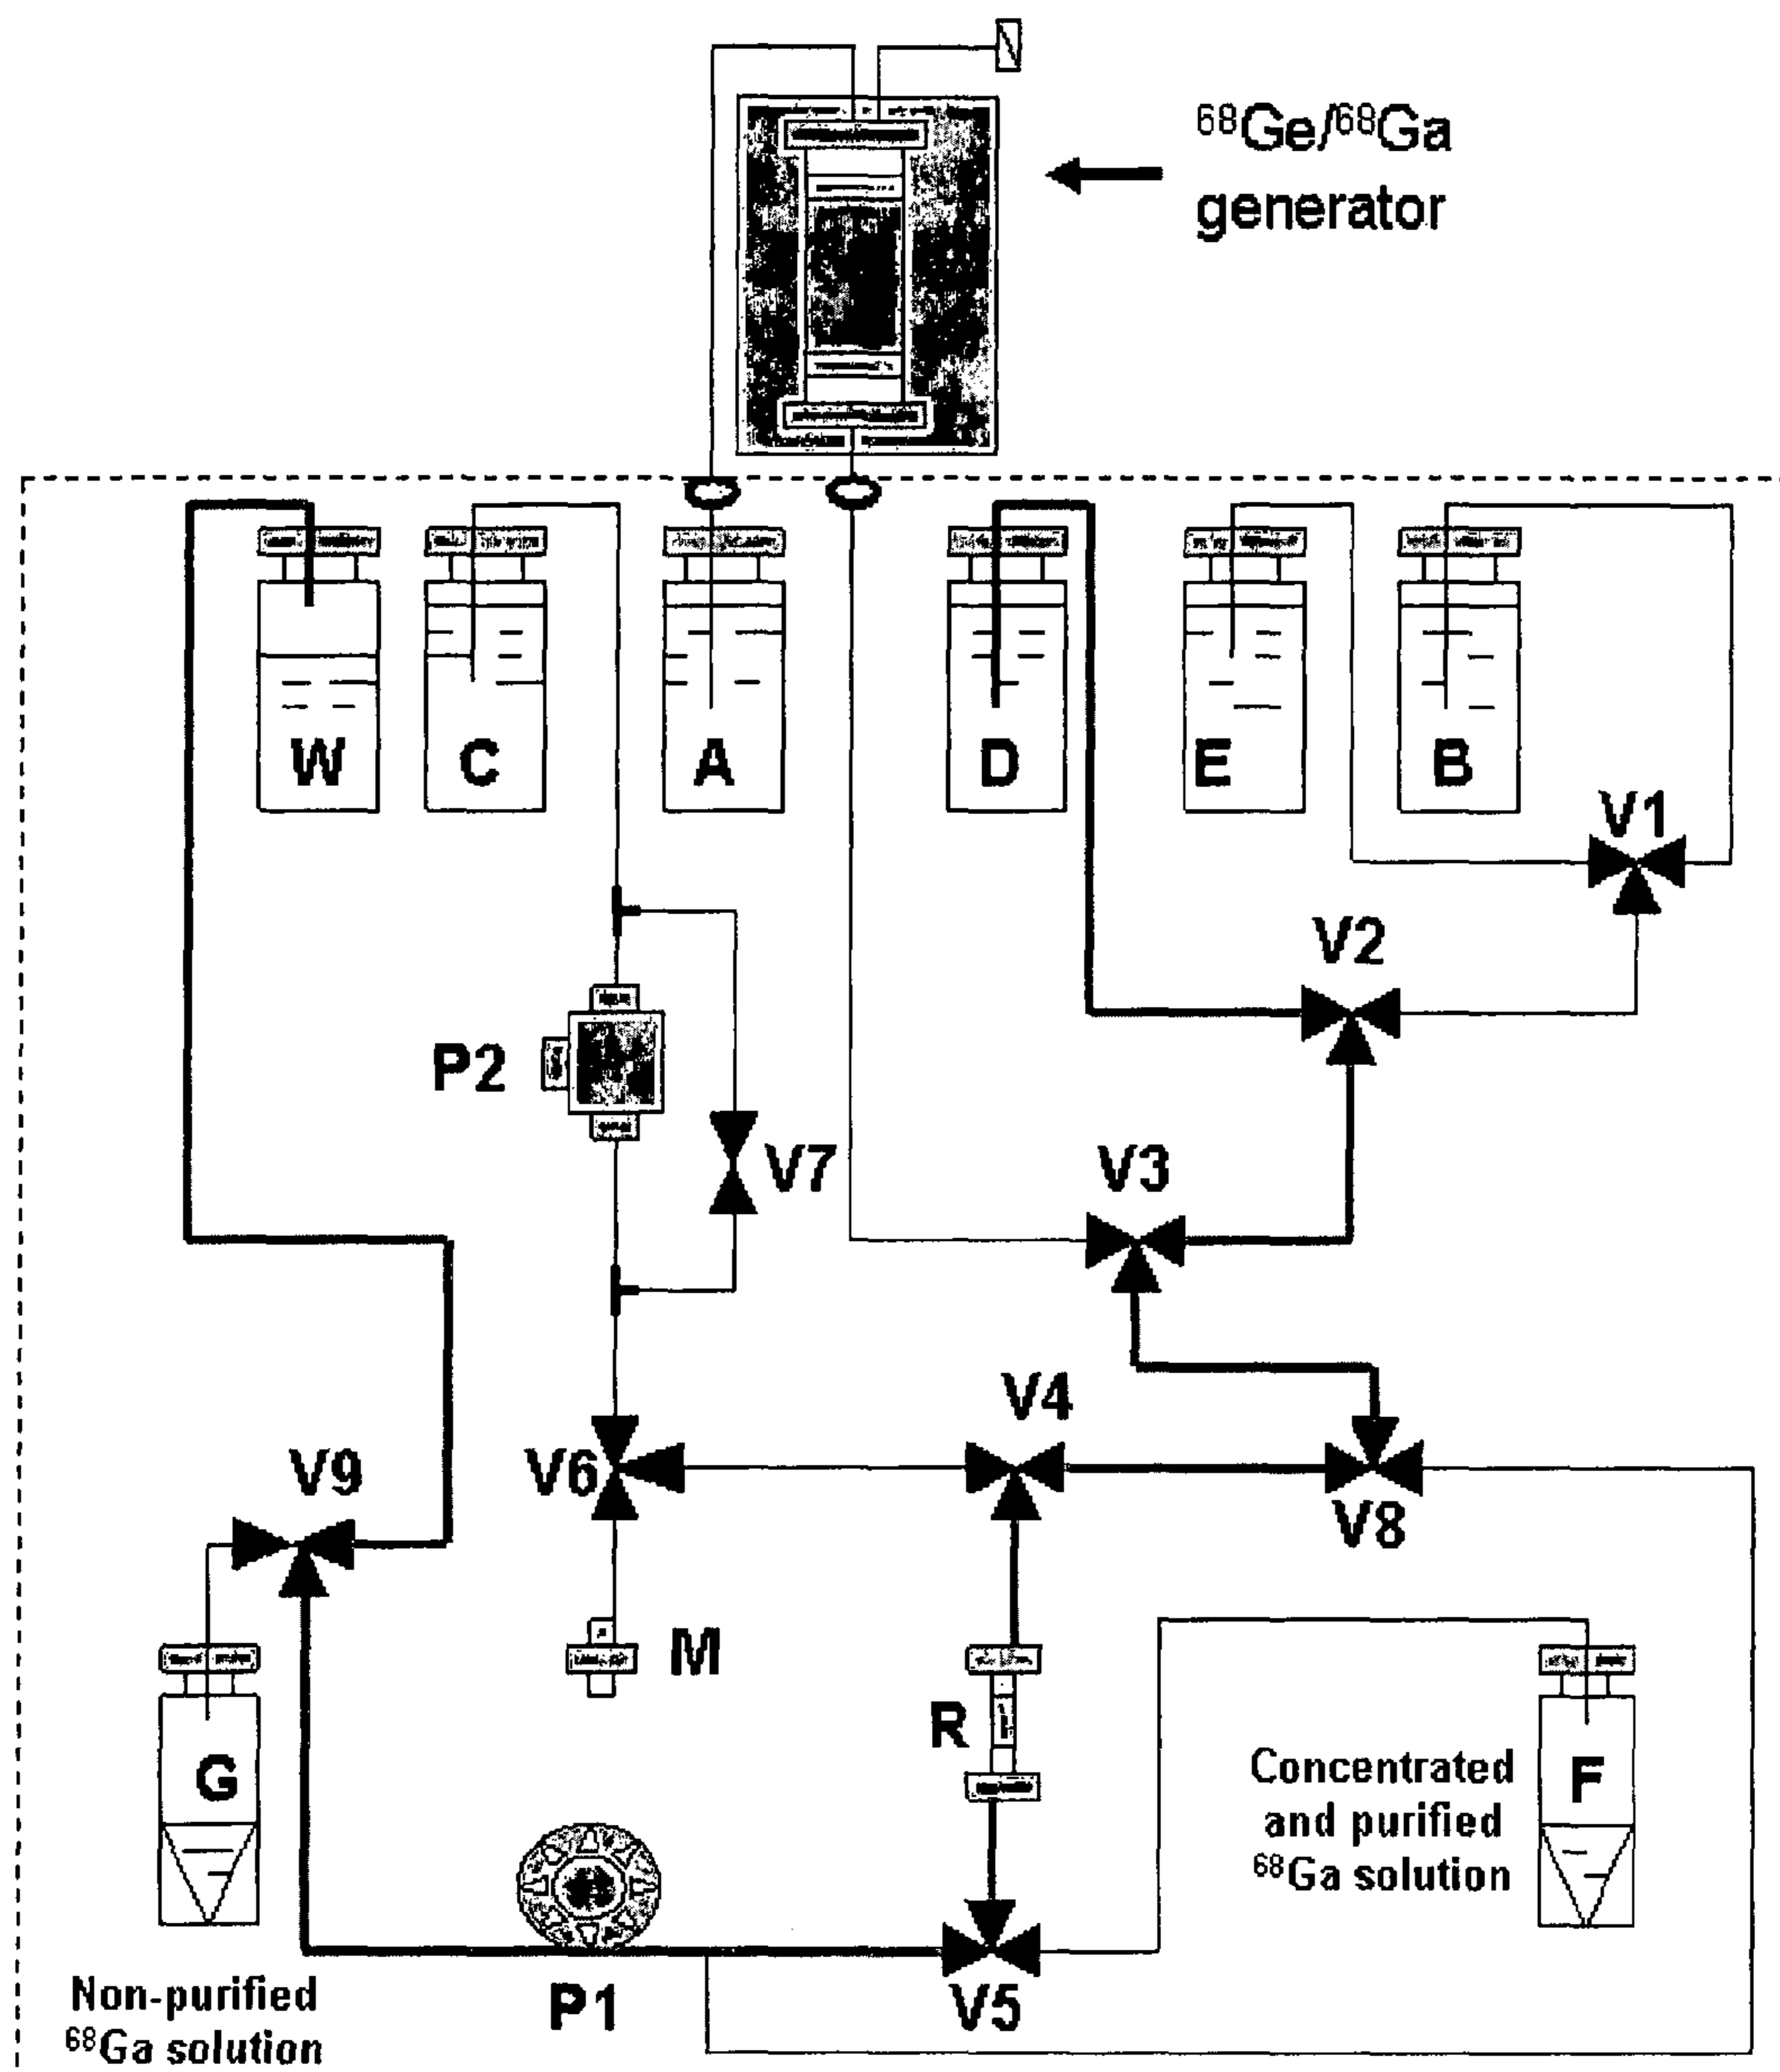 ⁶⁸Ge/⁶⁸Ga
generator
W
C
A
D
E
B
V1
V2
P2
V7
V3
V4
V9
V6
V8
M
R
G
Concentrated
and purified
⁶⁸Ga solution
F
Non-purified
⁶⁸Ga solution
P1
V5